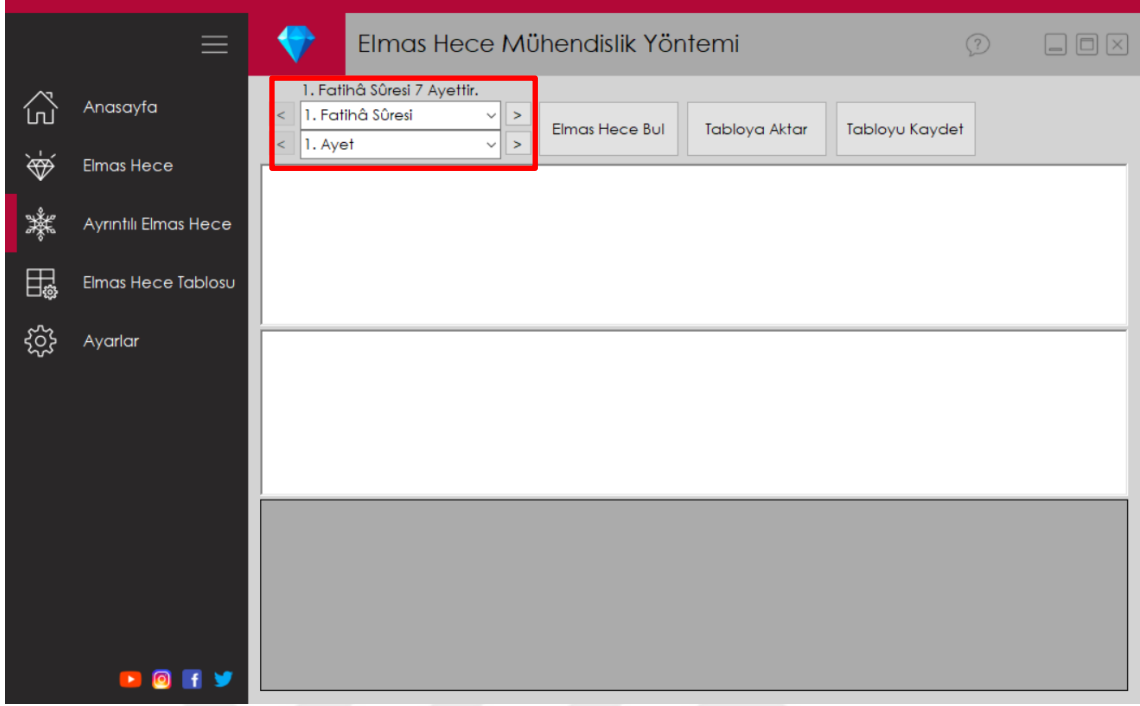 Elmas Hece Mühendislik Yöntemi
?
Anasayfa
Elmas Hece
Ayrıntılı Elmas Hece
Elmas Hece Tablosu
Ayarlar
1. Fatihâ Sûresi 7 Ayettir.
< 1. Fatihâ Sûresi >
< 1. Ayet >
Elmas Hece Bul
Tabloya Aktar
Tabloyu Kaydet